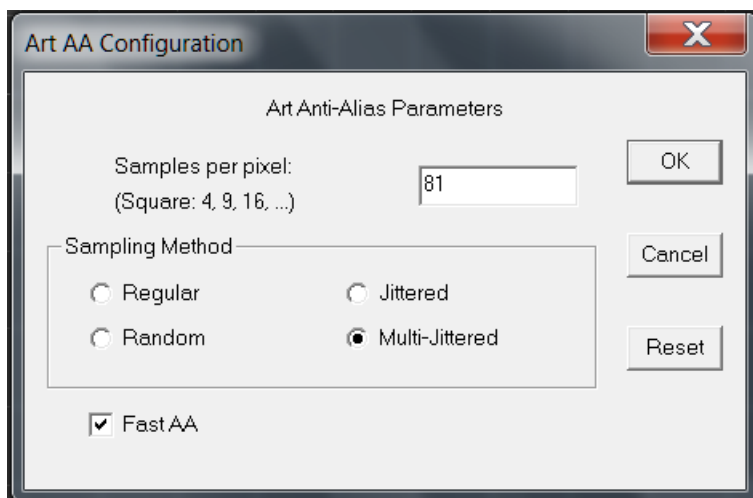 Art AA Configuration
Art Anti-Alias Parameters
Samples per pixel:
(Square: 4, 9, 16, ...)
81
OK
Sampling Method
Cancel
Regular
Jittered
Random
Multi-Jittered
Reset
Fast AA